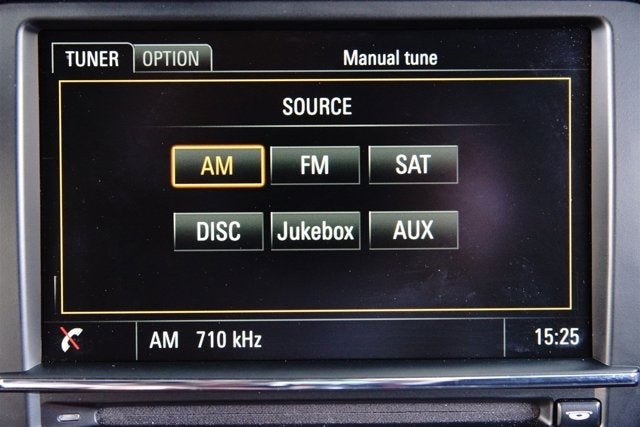 TUNER OPTION Manual tune
SOURCE
AM FM SAT
DISC Jukebox AUX
AM 710 kHz 15:25